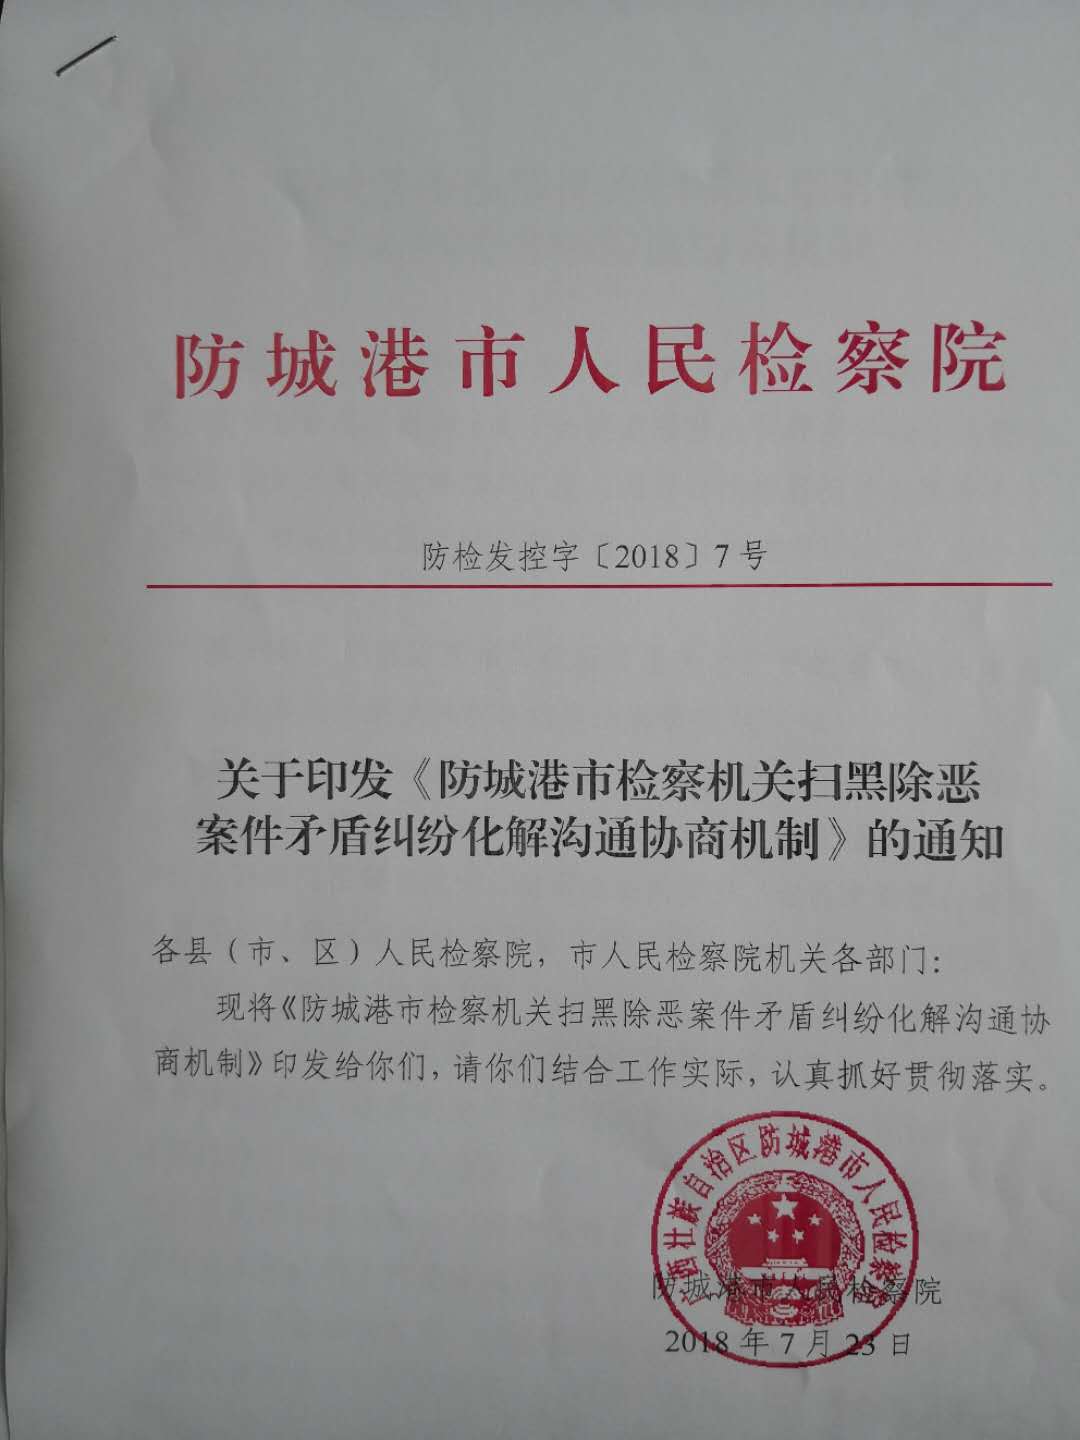 防城港市人民检察院
防检发控字〔2018〕7号
关于印发《防城港市检察机关扫黑除恶
案件矛盾纠纷化解沟通协商机制》的通知
各县（市、区）人民检察院，市人民检察院机关各部门：
现将《防城港市检察机关扫黑除恶案件矛盾纠纷化解沟通协
商机制》印发给你们，请你们结合工作实际，认真抓好贯彻落实。
广西壮族自治区防城港市人民检察院
防城港市人民检察院
2018年7月23日